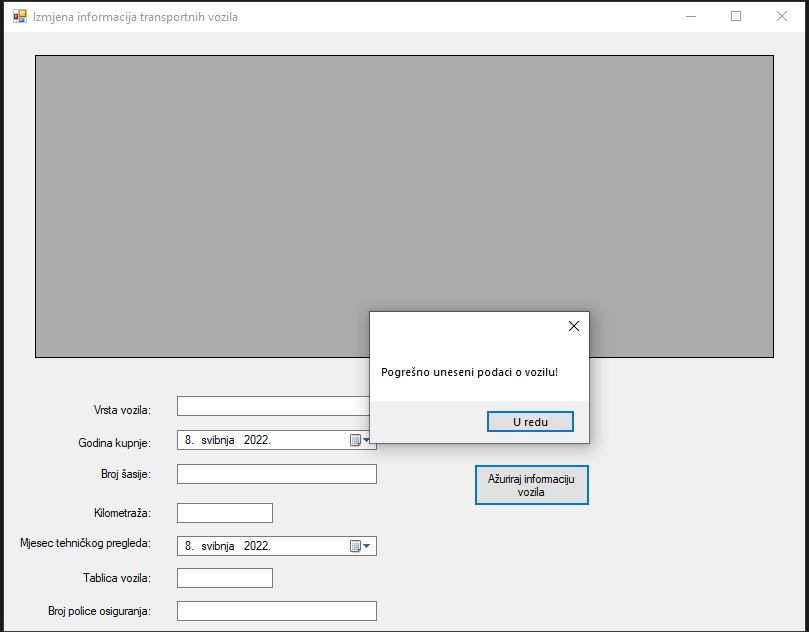 Izmjena informacija transportnih vozila
Pogrešno uneseni podaci o vozilu!
U redu
Vrsta vozila:
Godina kupnje:
8. svibnja 2022.
Broj šasije:
Ažuriraj informaciju
vozila
Kilometraža:
Mjesec tehničkog pregleda:
8. svibnja 2022.
Tablica vozila:
Broj police osiguranja: